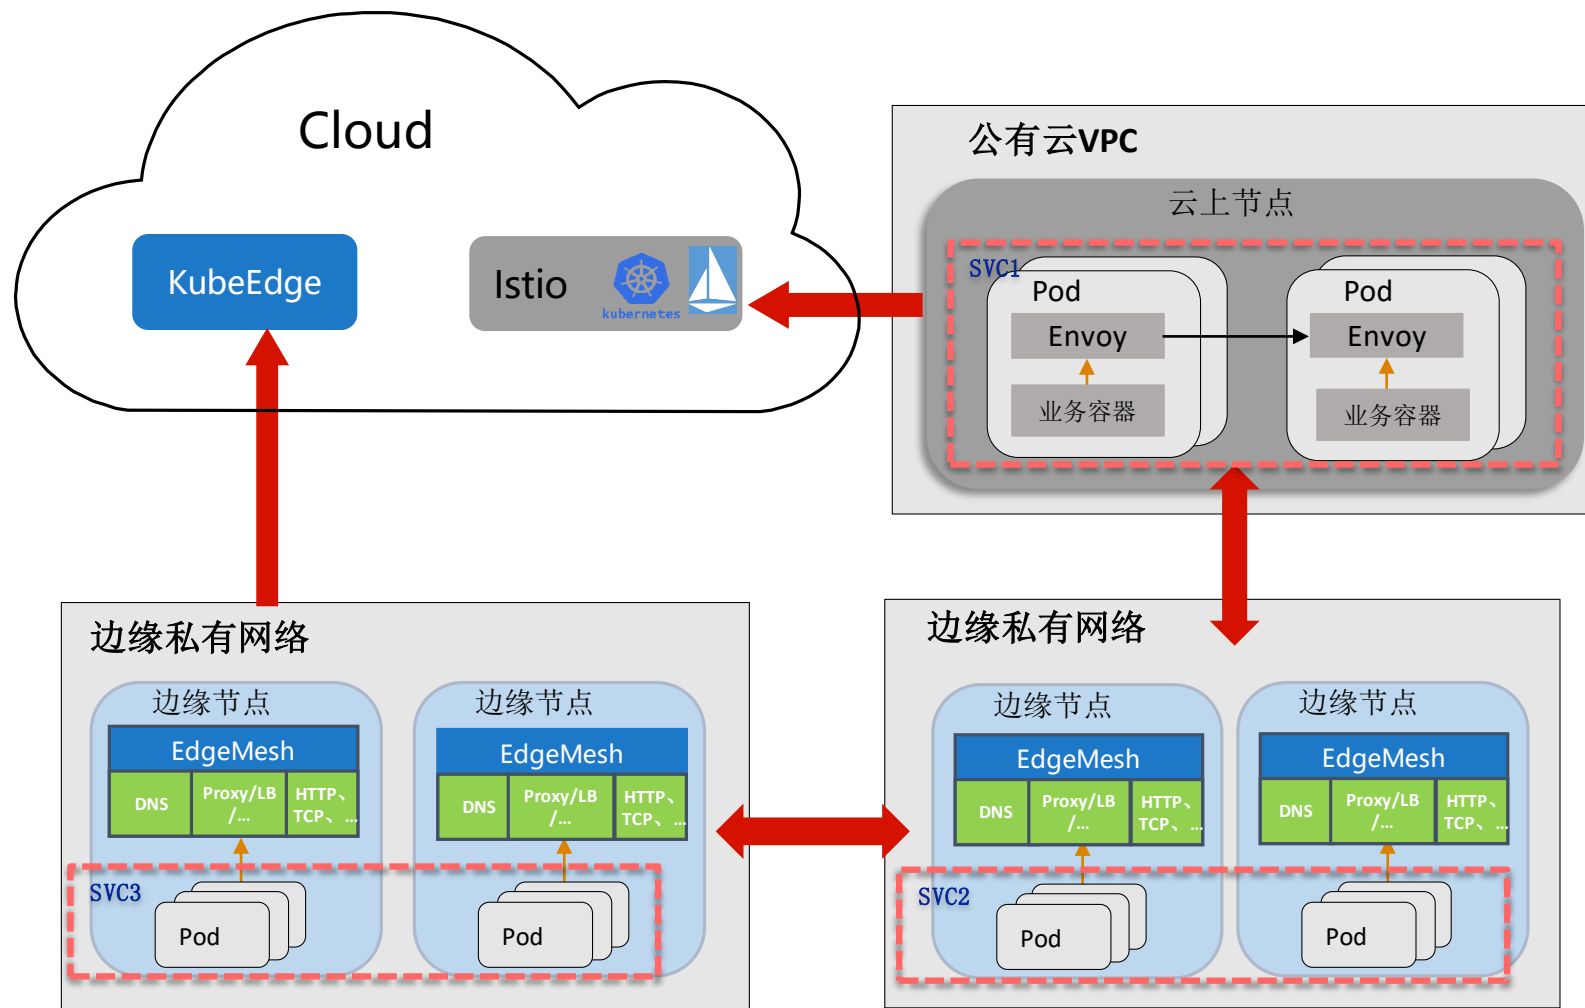 Cloud
KubeEdge
Istio
kubernetes
公有云VPC
云上节点
SVC1
Pod
Envoy
业务容器
Pod
Envoy
业务容器
边缘私有网络
边缘节点
EdgeMesh
DNS
Proxy/LB
/...
HTTP、
TCP、...
Pod
边缘节点
EdgeMesh
DNS
Proxy/LB
/...
HTTP、
TCP、...
Pod
SVC3
边缘私有网络
边缘节点
EdgeMesh
DNS
Proxy/LB
/...
HTTP、
TCP、...
Pod
边缘节点
EdgeMesh
DNS
Proxy/LB
/...
HTTP、
TCP、...
Pod
SVC2